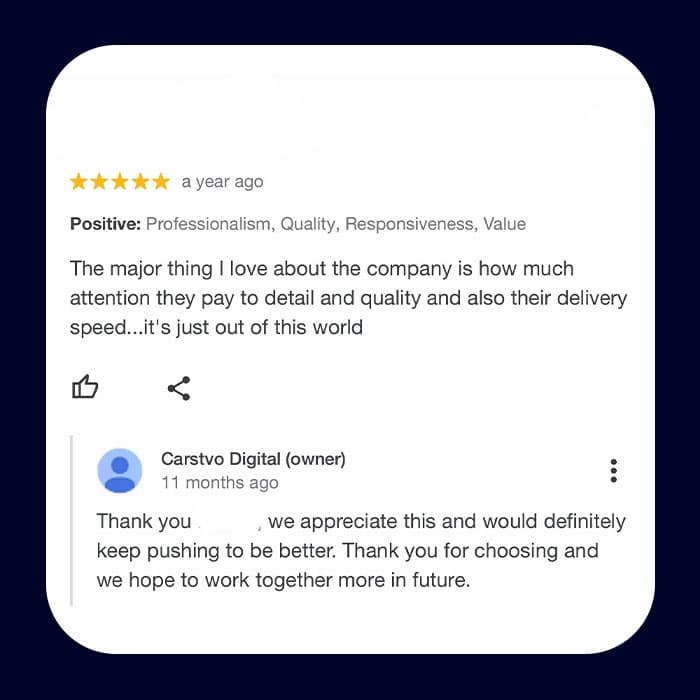 a year ago
Positive: Professionalism, Quality, Responsiveness, Value
The major thing I love about the company is how much
attention they pay to detail and quality and also their delivery
speed...it's just out of this world
Carstvo Digital (owner)
11 months ago
Thank you , we appreciate this and would definitely
keep pushing to be better. Thank you for choosing and
we hope to work together more in future.